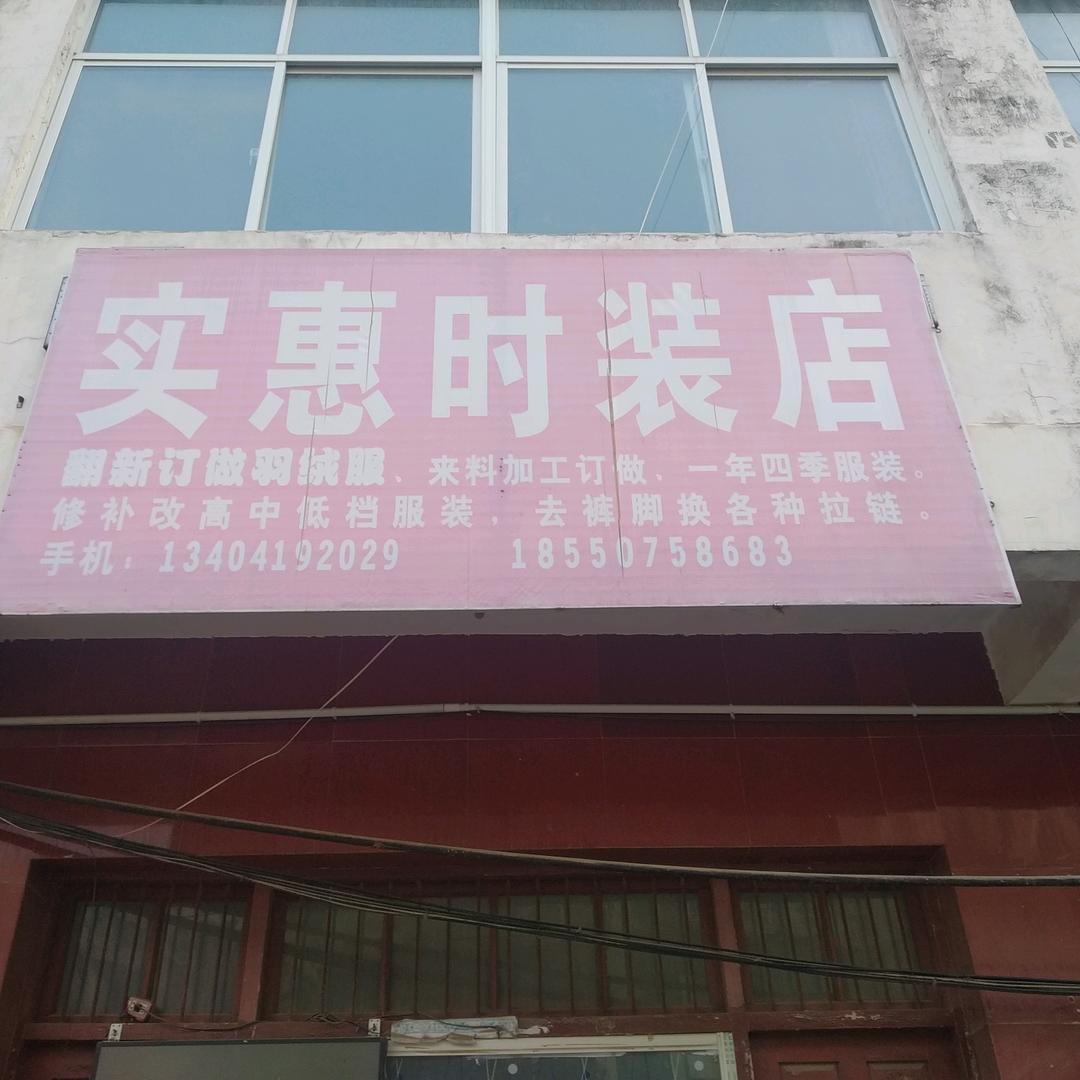 实惠时装店
翻新订做羽绒服、来料加工订做、一年四季服装。
修补改高中低档服装，去裤脚换各种拉链。
手机：13404192029 18550758683